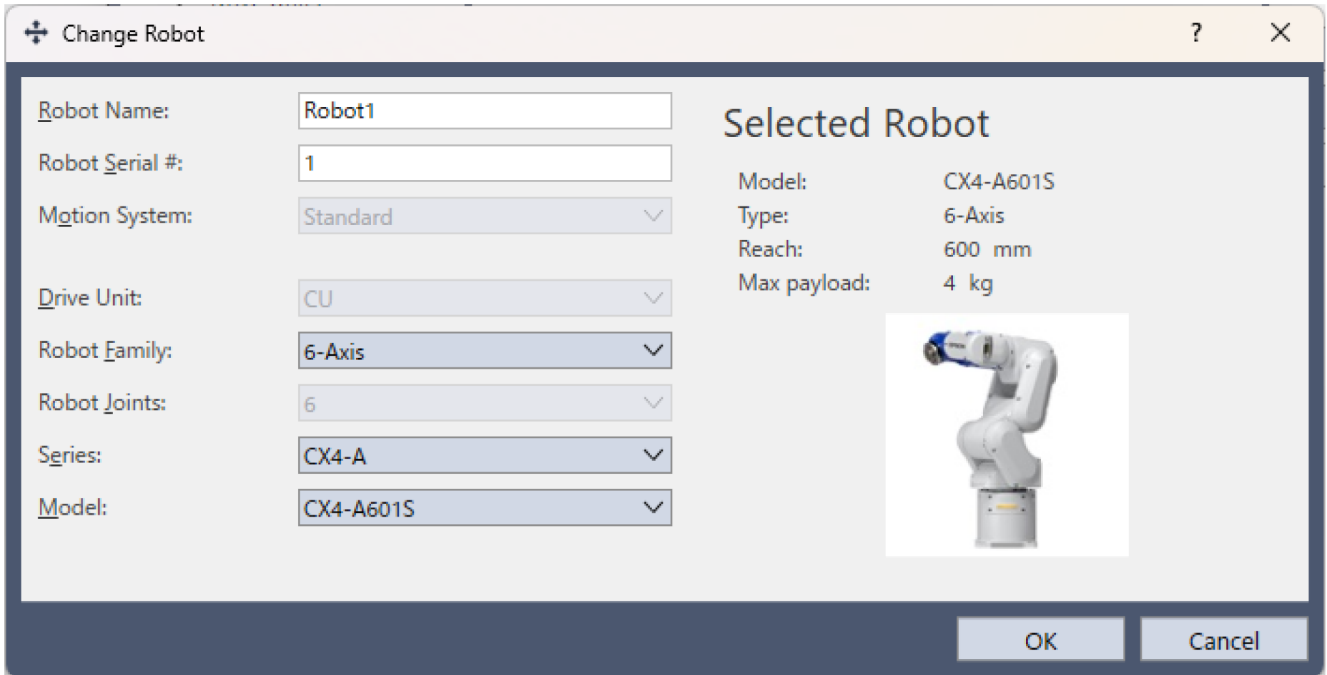 Change Robot
?
Robot Name: Robot1
Robot Serial #: 1
Motion System: Standard
Drive Unit: CU
Robot Family: 6-Axis
Robot Joints: 6
Series: CX4-A
Model: CX4-A601S
Selected Robot
Model: CX4-A601S
Type: 6-Axis
Reach: 600 mm
Max payload: 4 kg
OK
Cancel